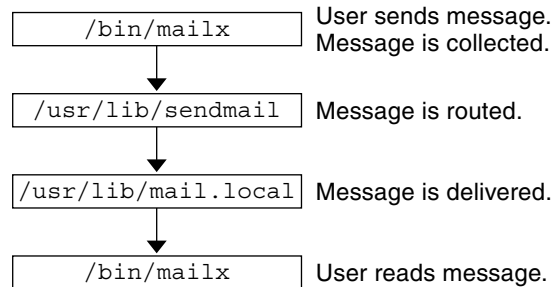 /bin/mailx
User sends message.
Message is collected.
/usr/lib/sendmail
Message is routed.
/usr/lib/mail.local
Message is delivered.
/bin/mailx
User reads message.